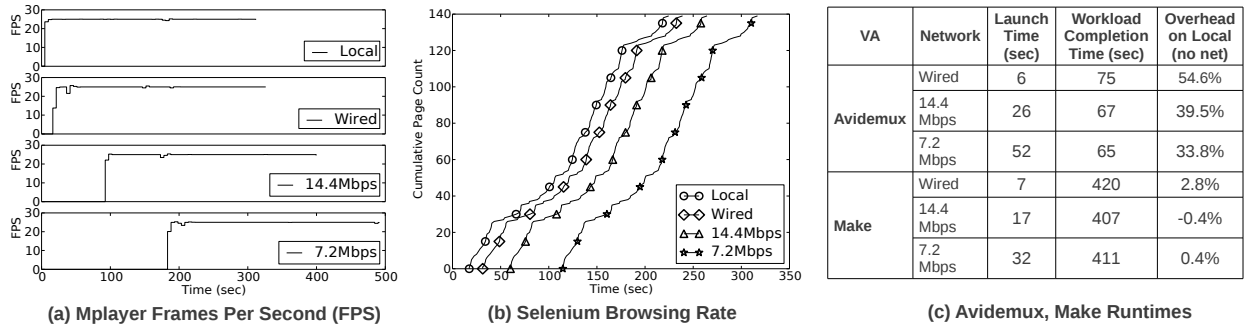 FPS
30
20
10
0
Local
FPS
30
20
10
0
Wired
FPS
30
20
10
0
14.4Mbps
FPS
30
20
10
0
7.2Mbps
0 100 200 300 400 500
Time (sec)
(a) Mplayer Frames Per Second (FPS)
Cumulative Page Count
140
120
100
80
60
40
20
0
Local
Wired
14.4Mbps
7.2Mbps
0 50 100 150 200 250 300 350
Time (sec)
(b) Selenium Browsing Rate
VA Network Launch Time (sec) Workload Completion Time (sec) Overhead on Local (no net)
Avidemux
Wired 6 75 54.6%
14.4 Mbps 26 67 39.5%
7.2 Mbps 52 65 33.8%
Make
Wired 7 420 2.8%
14.4 Mbps 17 407 -0.4%
7.2 Mbps 32 411 0.4%
(c) Avidemux, Make Runtimes